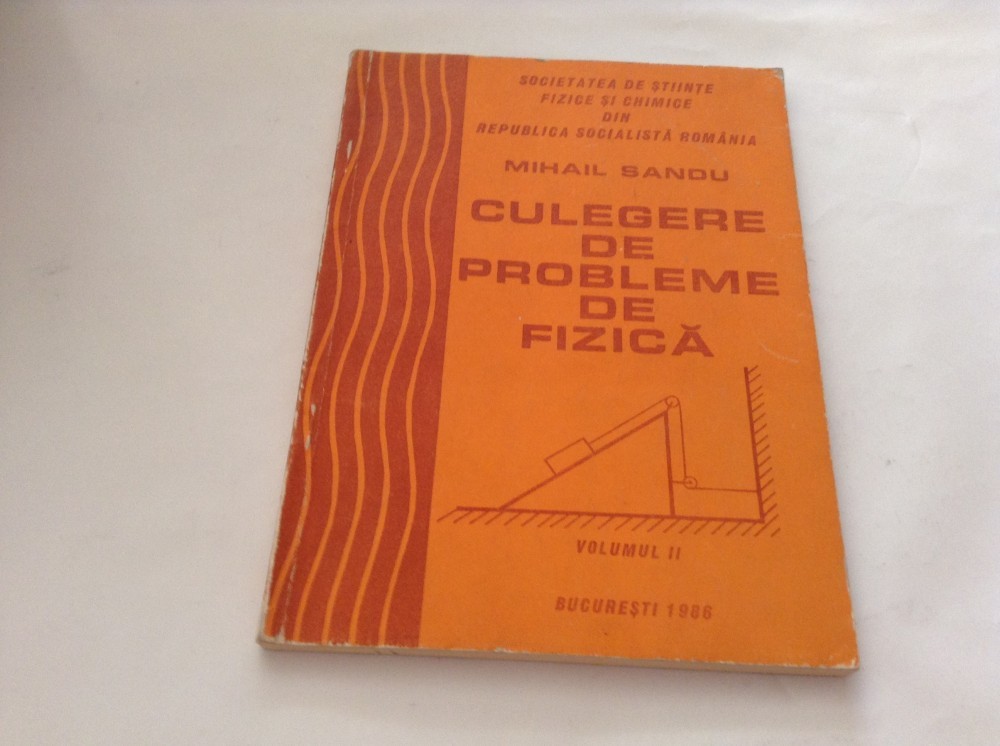 SOCIETATEA DE ȘTIINȚE
FIZICE ȘI CHIMICE
DIN
REPUBLICA SOCIALISTĂ ROMÂNIA
MIHAIL SANDU
CULEGERE
DE
PROBLEME
DE
FIZICĂ
VOLUMUL II
BUCUREȘTI 1986